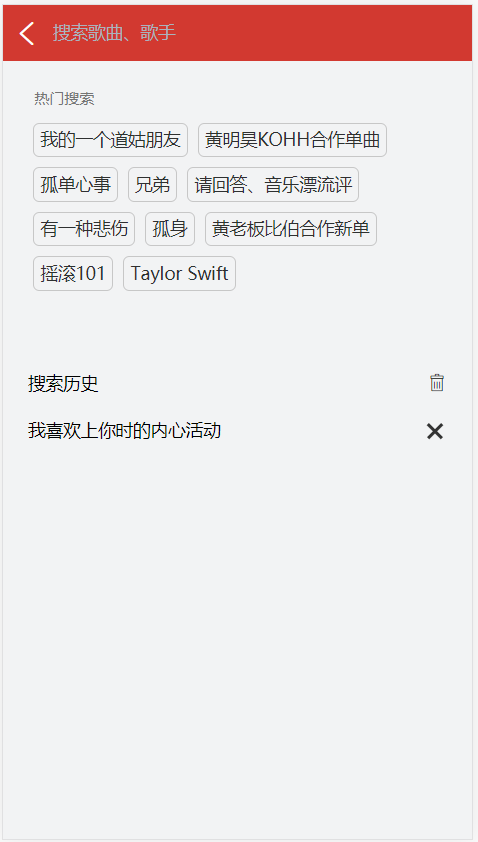 搜索歌曲、歌手
热门搜索
我的一个道姑朋友 黄明昊KOHH合作单曲
孤单心事 兄弟 请回答、音乐漂流评
有一种悲伤 孤身 黄老板比伯合作新单
摇滚101 Taylor Swift
搜索历史
我喜欢上你时的内心活动